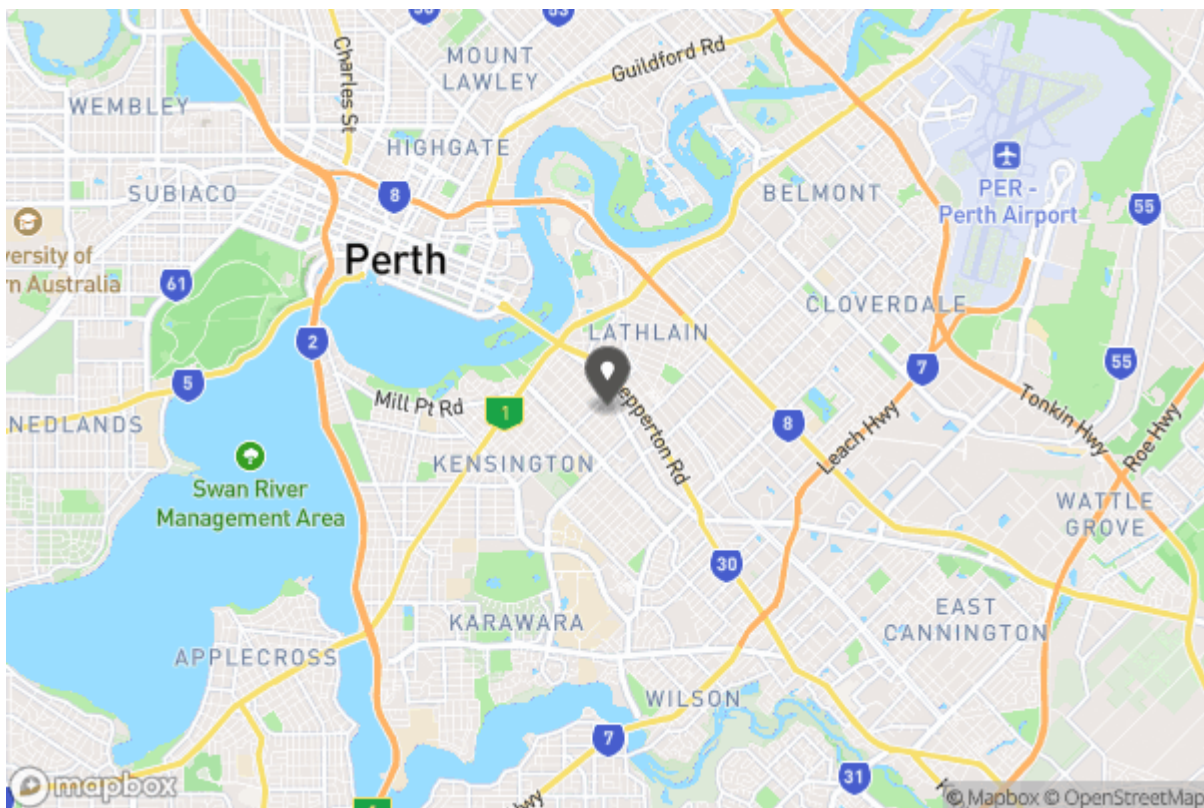 MOUNT
LAWLEY
Guildford Rd
53
Charles St
WEMBLEY
HIGHGATE
SUBIACO
8
BELMONT
PER -
Perth Airport
55
versity of
rn Australia
Perth
61
CLOVERDALE
LATHLAIN
2
55
7
5
Mill Pt Rd
1
epperton Rd
Tonkin Hwy
NEDLANDS
8
Leach Hwy
Roe Hwy
KENSINGTON
Swan River
Management Area
WATTLE
GROVE
30
KARAWARA
EAST
CANNINGTON
APPLECROSS
WILSON
7
31
mapbox
© Mapbox © OpenStreetMap